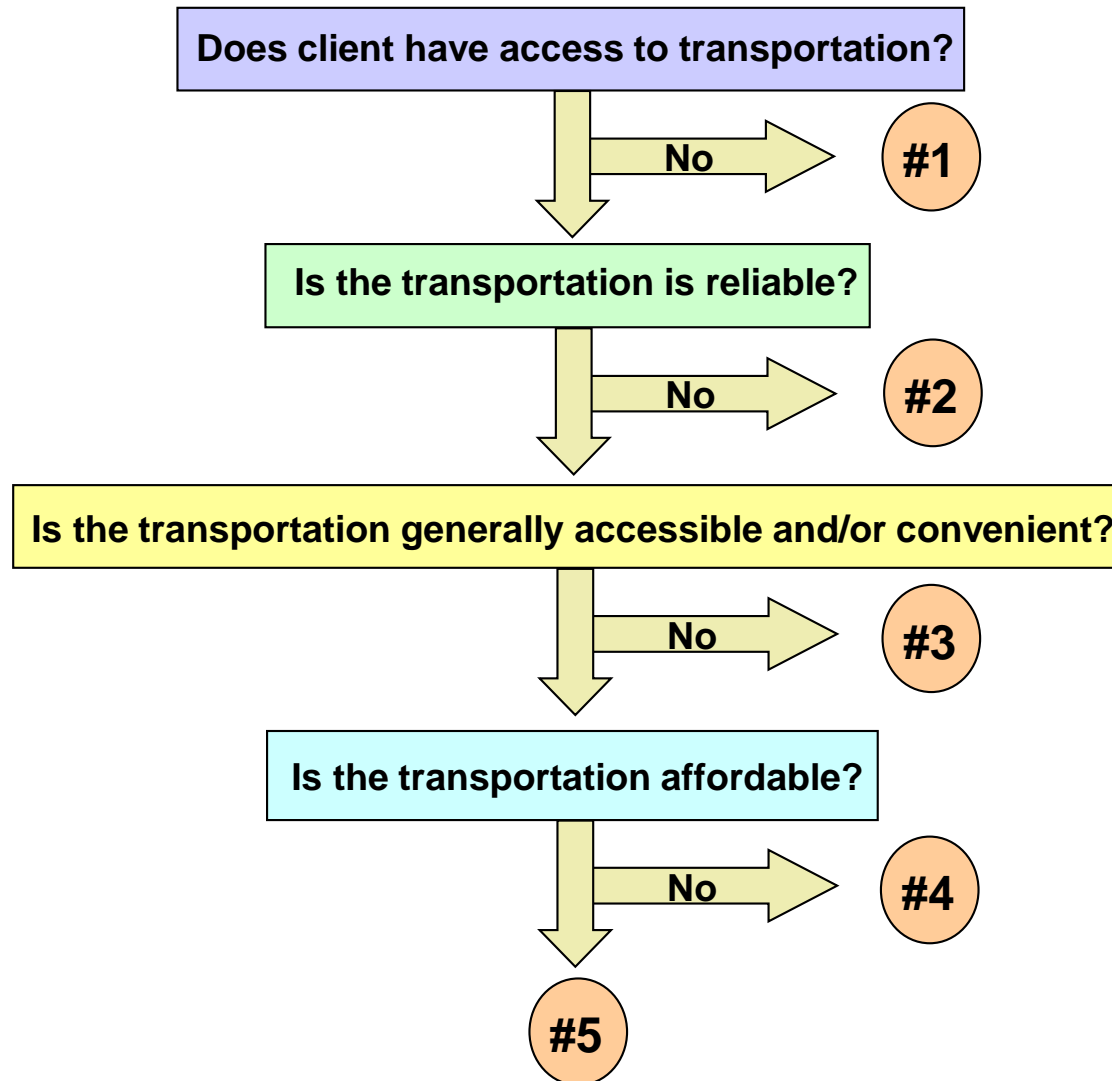 Does client have access to transportation?
No
#1
Is the transportation is reliable?
No
#2
Is the transportation generally accessible and/or convenient?
No
#3
Is the transportation affordable?
No
#4
#5